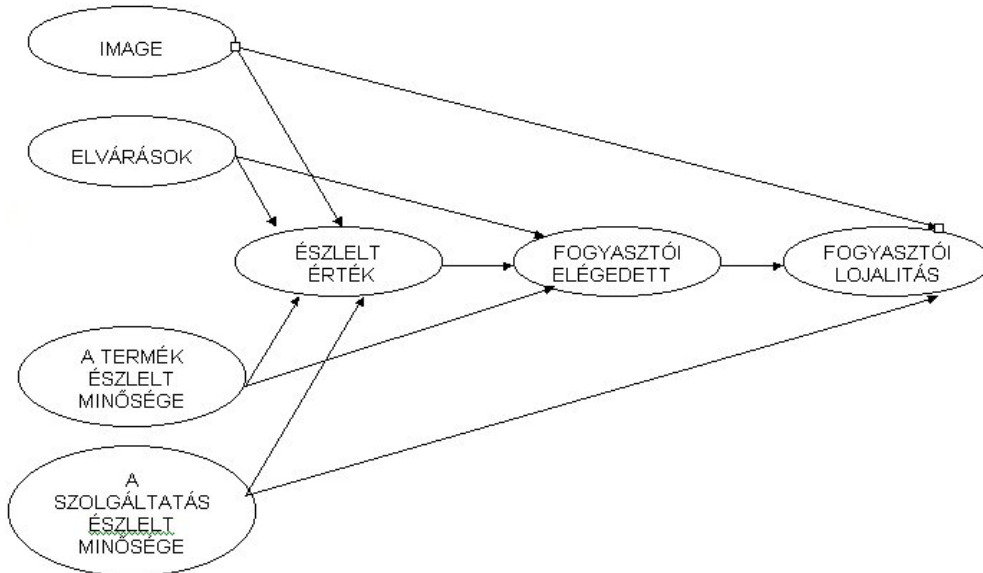 IMAGE
ELVÁRÁSOK
ÉSZLELT
ÉRTÉK
FOGYASZTÓI
ELÉGEDETT
FOGYASZTÓI
LOJALITÁS
A TERMÉK
ÉSZLELT
MINŐSÉGE
A
SZOLGÁLTATÁS
ÉSZLELT
MINŐSÉGE